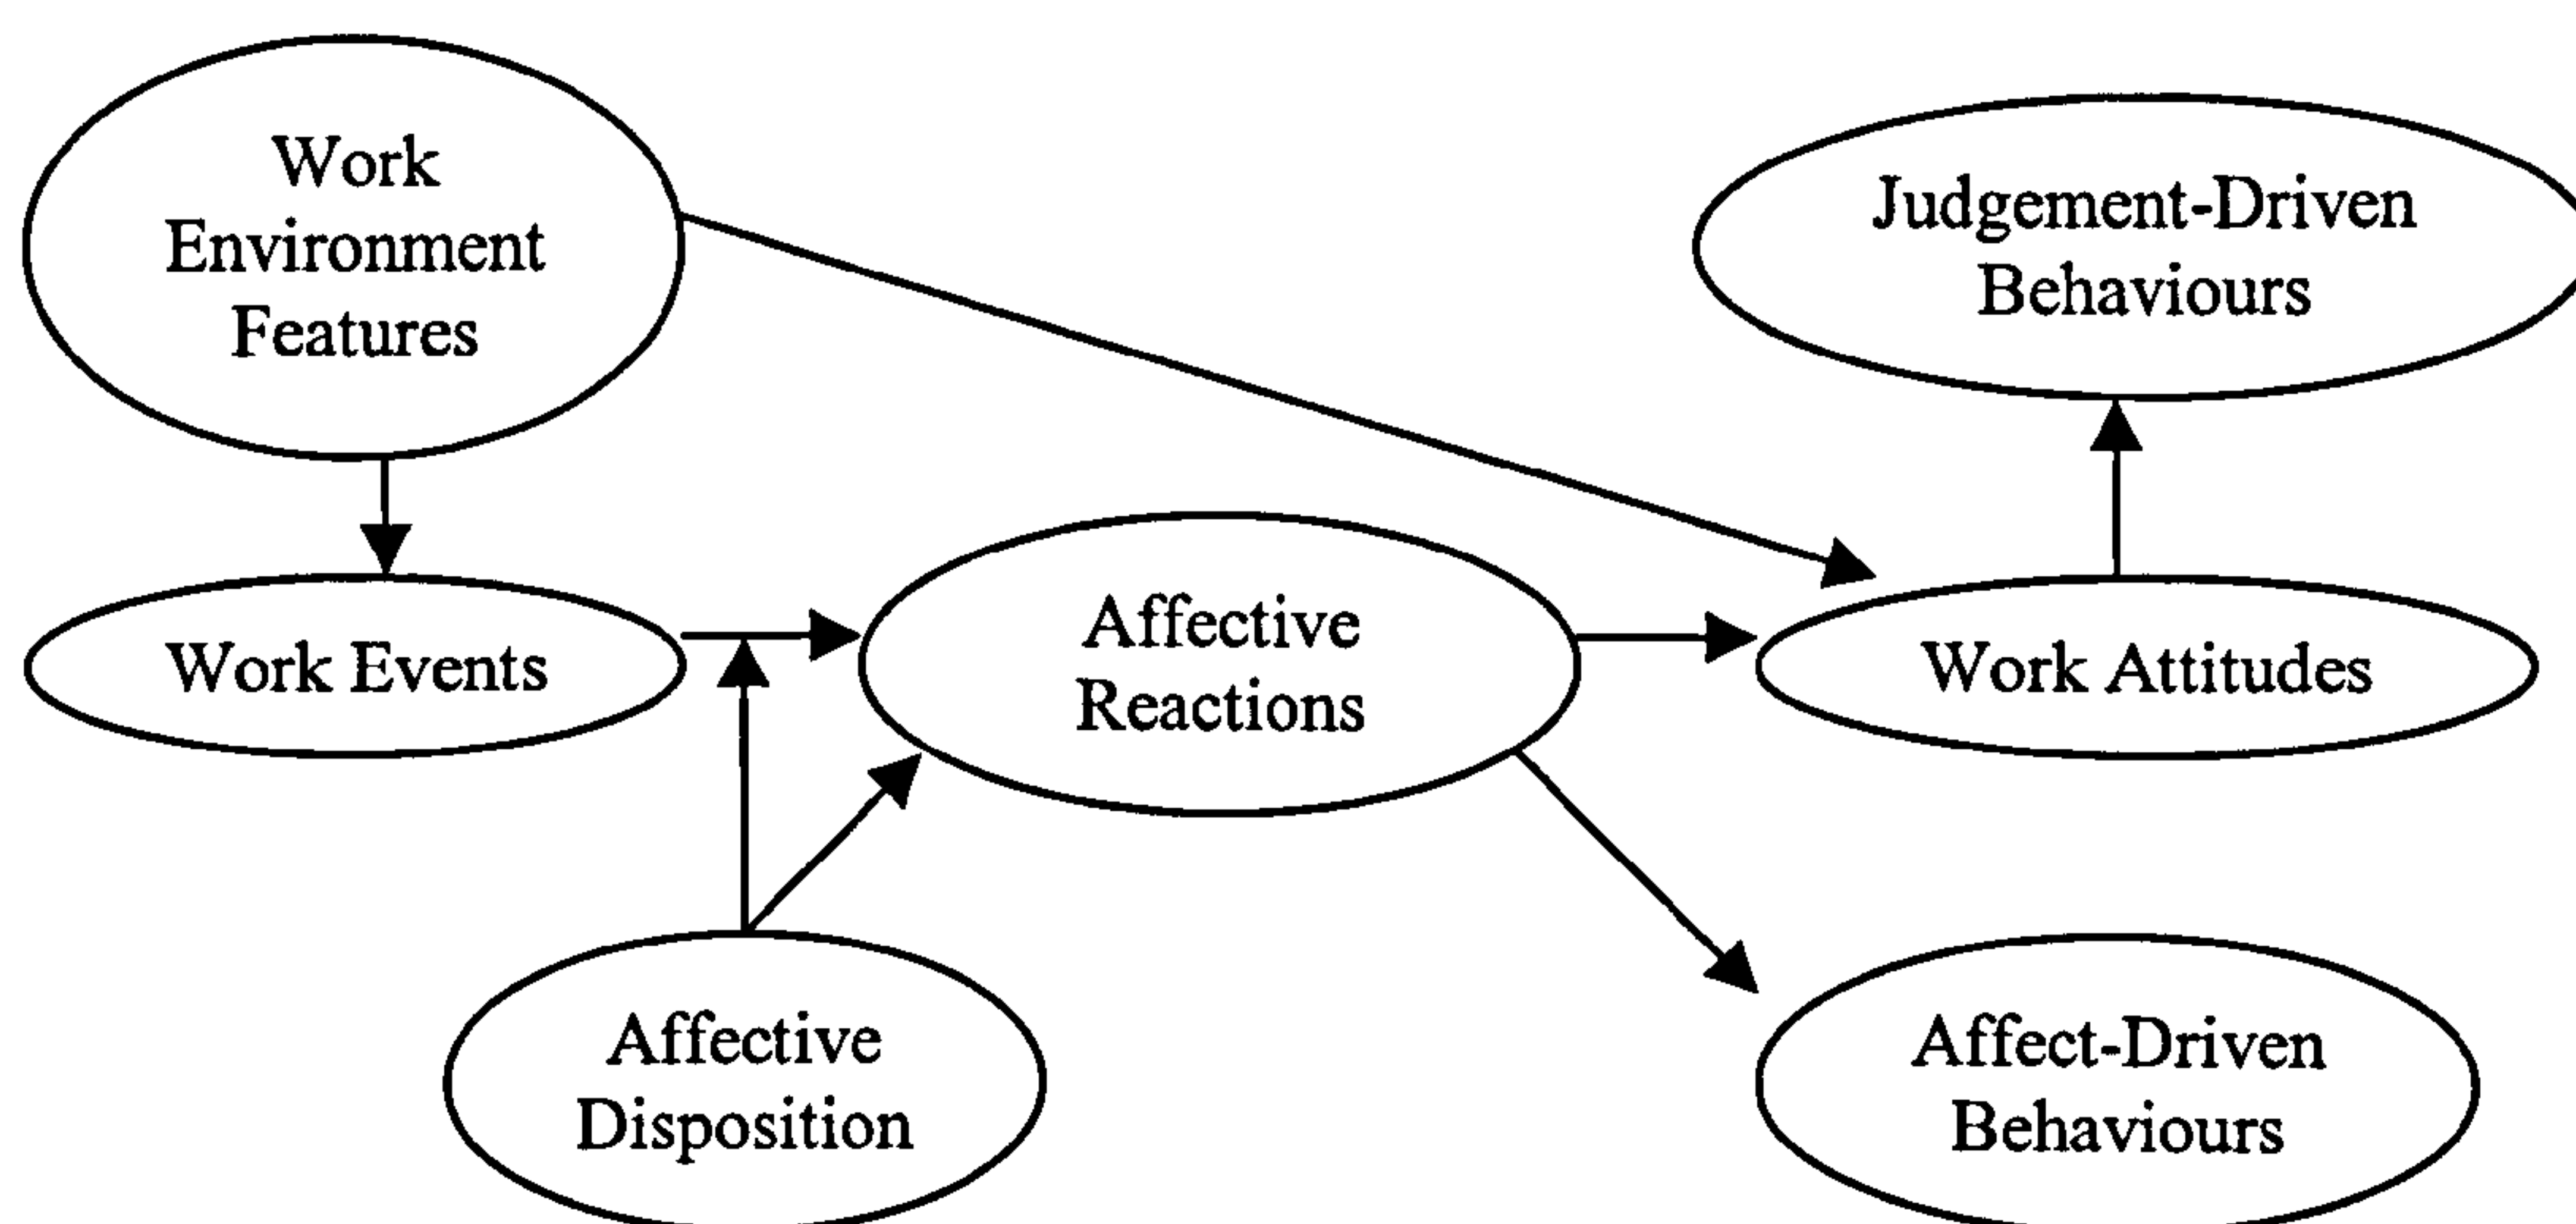 Work
Environment
Features
Judgement-Driven
Behaviours
Work Events
Affective
Reactions
Work Attitudes
Affective
Disposition
Affect-Driven
Behaviours